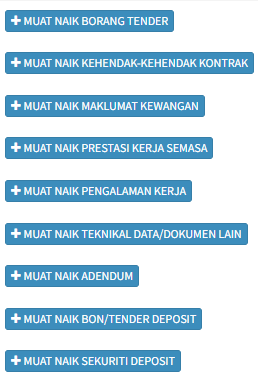 + MUAT NAIK BORANG TENDER
+ MUAT NAIK KEHENDAK-KEHENDAK KONTRAK
+ MUAT NAIK MAKLUMAT KEWANGAN
+ MUAT NAIK PRESTASI KERJA SEMASA
+ MUAT NAIK PENGALAMAN KERJA
+ MUAT NAIK TEKNIKAL DATA/DOKUMEN LAIN
+ MUAT NAIK ADENDUM
+ MUAT NAIK BON/TENDER DEPOSIT
+ MUAT NAIK SEKURITI DEPOSIT